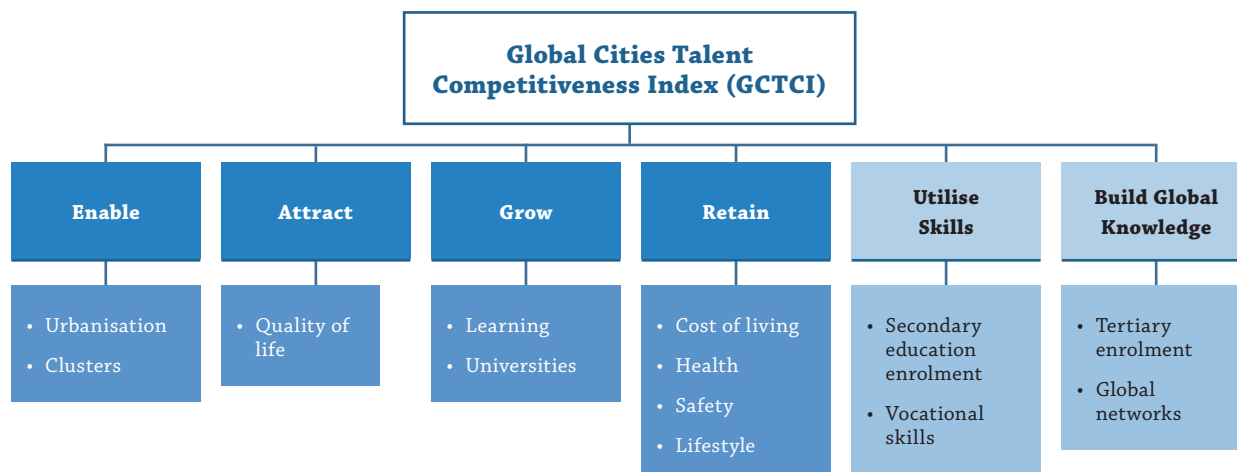 Global Cities Talent
Competitiveness Index (GCTCI)
Enable
Attract
Grow
Retain
Utilise
Skills
Build Global
Knowledge
• Urbanisation
• Clusters
• Quality of
life
• Learning
• Universities
• Cost of living
• Health
• Safety
• Lifestyle
• Secondary
education
enrolment
• Vocational
skills
• Tertiary
enrolment
• Global
networks